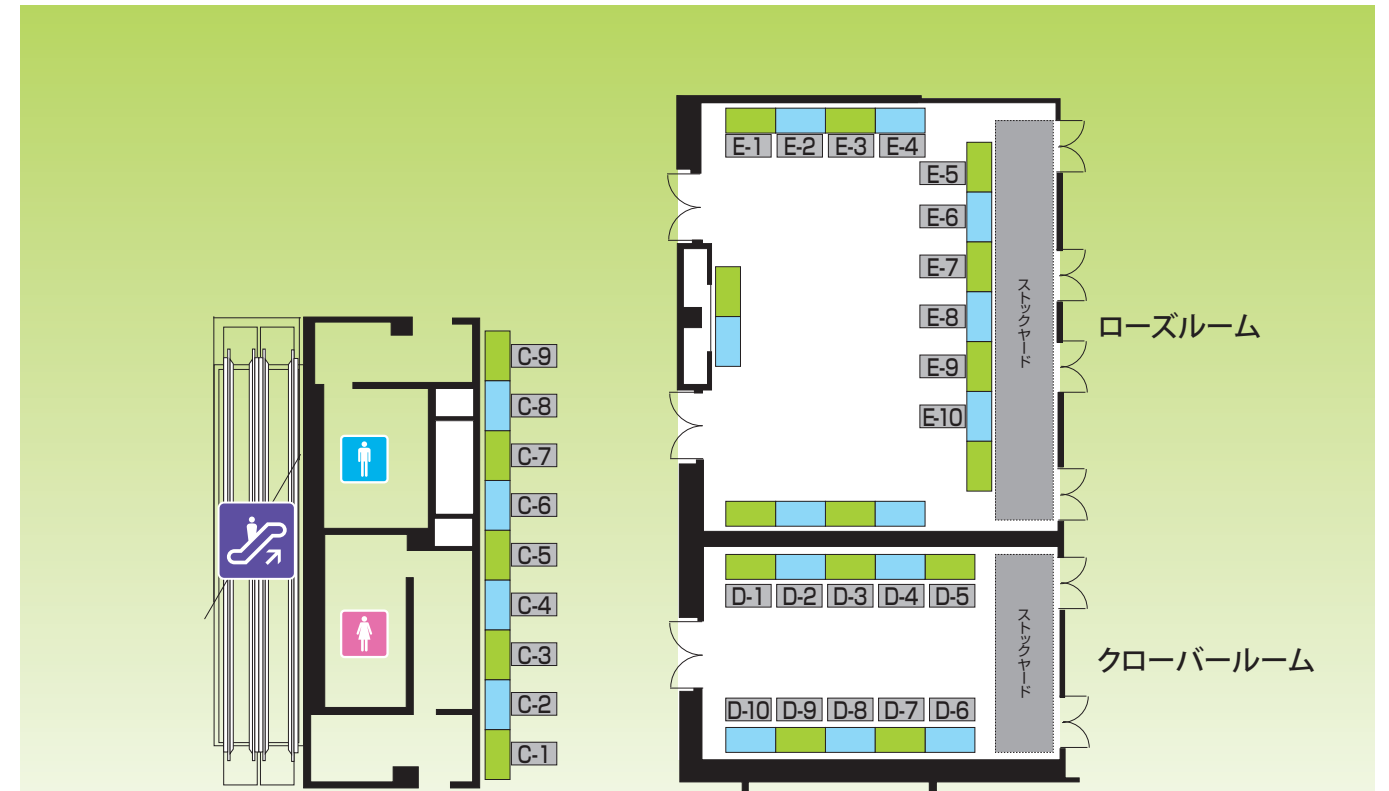 E-1 E-2 E-3 E-4
E-5
E-6
E-7
E-8
E-9
E-10
ストックヤード
ローズルーム
C-9
C-8
C-7
C-6
C-5
C-4
C-3
C-2
C-1
D-1 D-2 D-3 D-4 D-5
D-10 D-9 D-8 D-7 D-6
ストックヤード
クローバールーム